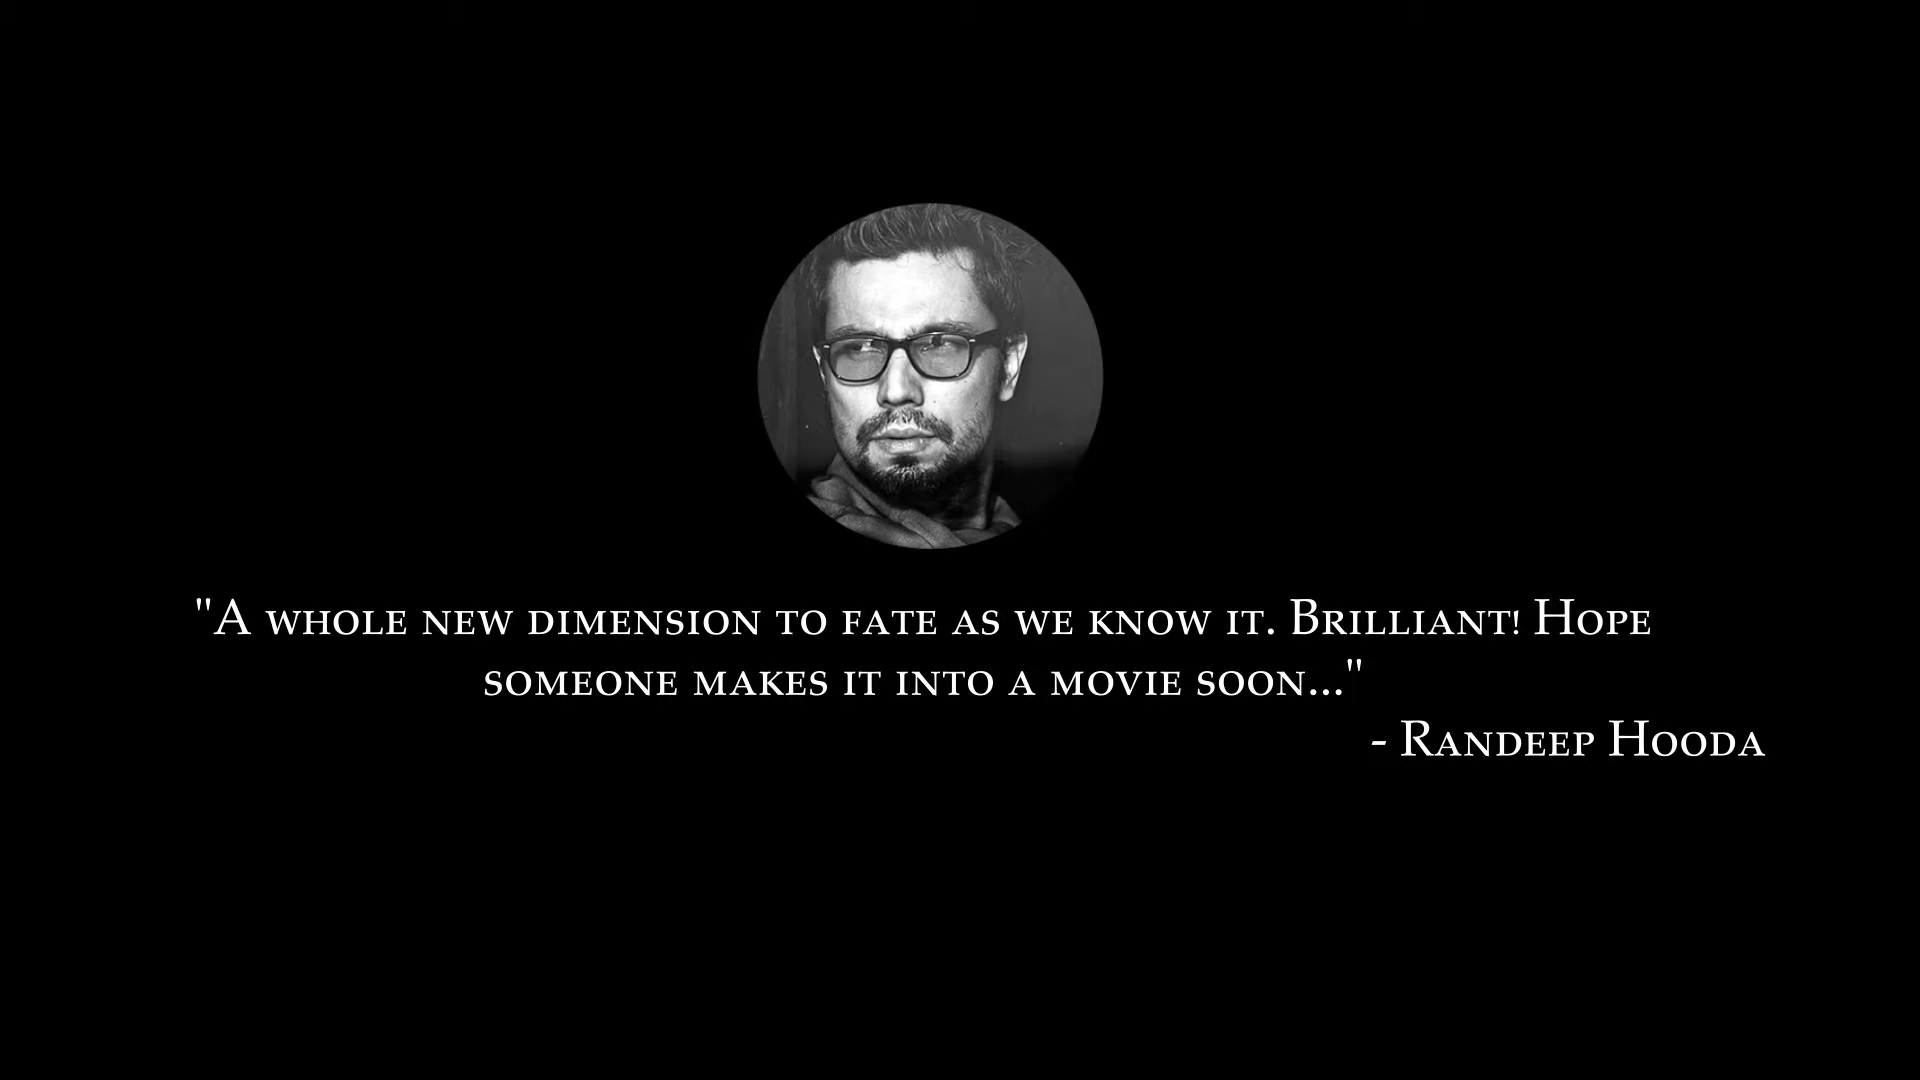 "A whole new dimension to fate as we know it. Brilliant! Hope
someone makes it into a movie soon..."
- Randeep Hooda